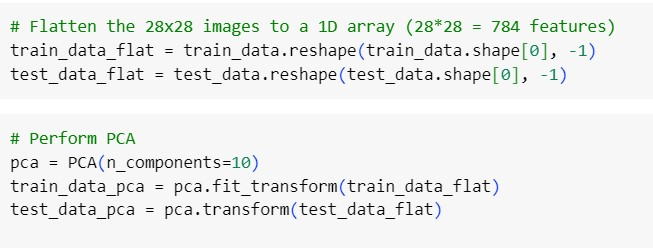 # Flatten the 28x28 images to a 1D array (28*28 = 784 features)
train_data_flat = train_data.reshape(train_data.shape[0], -1)
test_data_flat = test_data.reshape(test_data.shape[0], -1)
# Perform PCA
pca = PCA(n_components=10)
train_data_pca = pca.fit_transform(train_data_flat)
test_data_pca = pca.transform(test_data_flat)